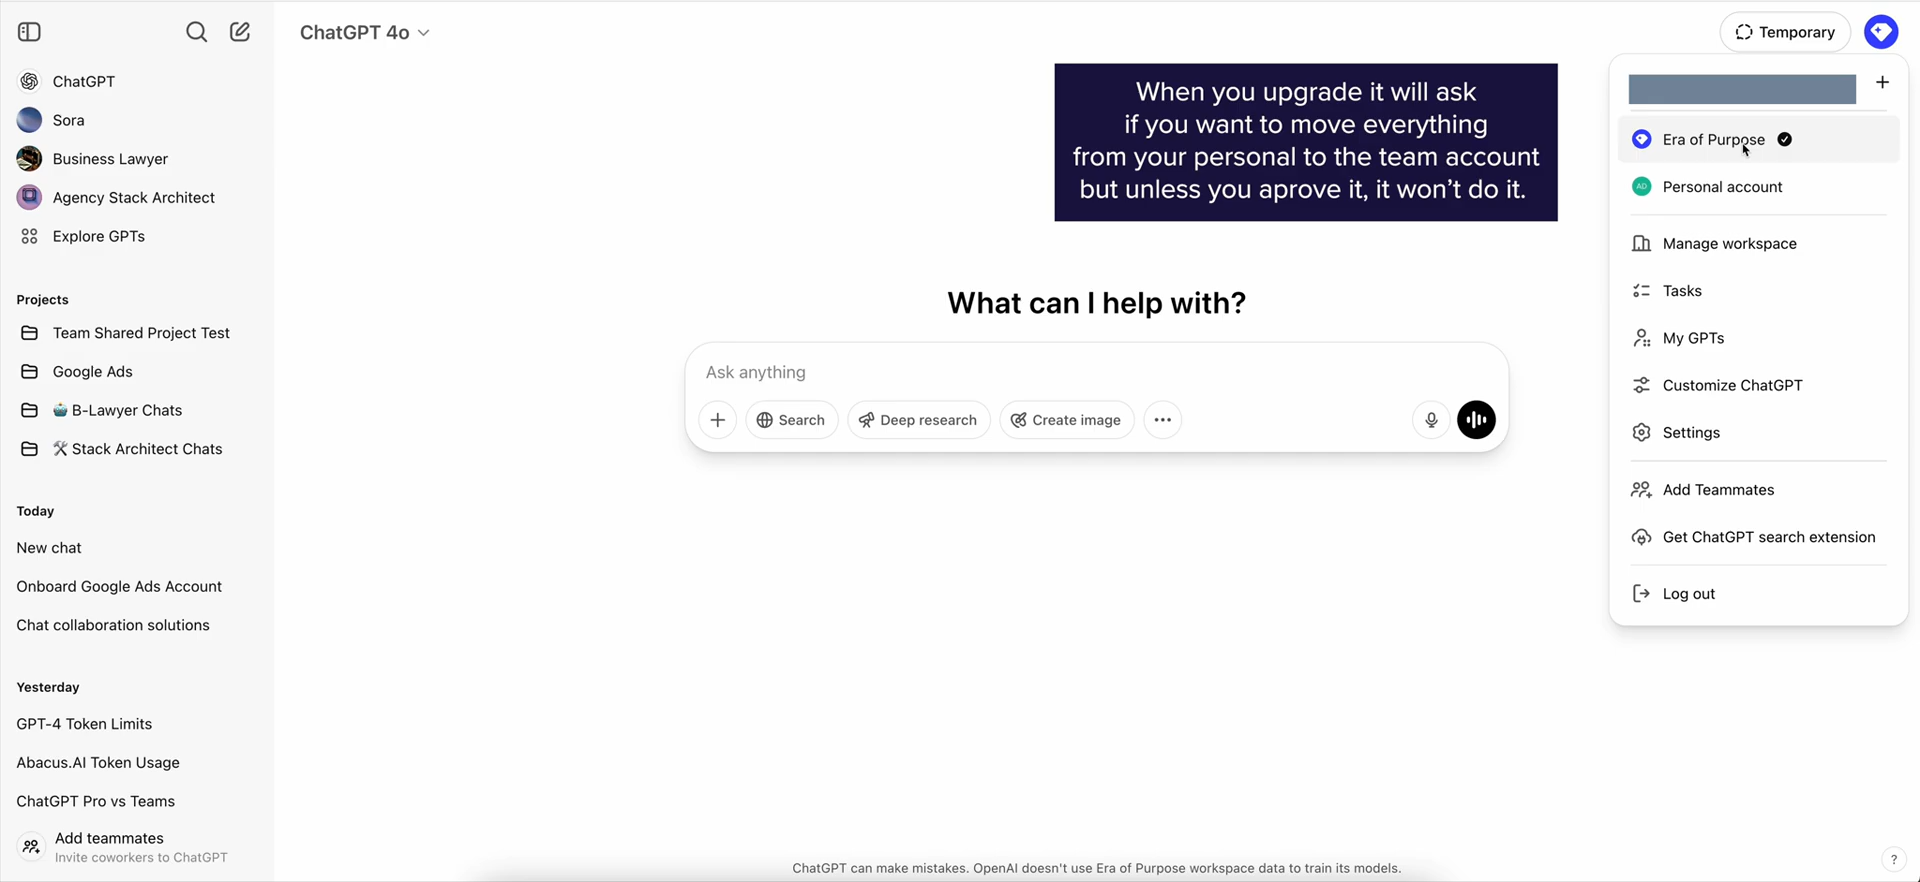 ChatGPT 4o
Temporary
ChatGPT
Sora
Business Lawyer
Agency Stack Architect
Explore GPTs
Projects
Team Shared Project Test
Google Ads
B-Lawyer Chats
Stack Architect Chats
Today
New chat
Onboard Google Ads Account
Chat collaboration solutions
Yesterday
GPT-4 Token Limits
Abacus.AI Token Usage
ChatGPT Pro vs Teams
Add teammates
Invite coworkers to ChatGPT
When you upgrade it will ask
if you want to move everything
from your personal to the team account
but unless you aprove it, it won't do it.
What can I help with?
Ask anything
Search
Deep research
Create image
ChatGPT can make mistakes. OpenAI doesn't use Era of Purpose workspace data to train its models.
Era of Purpose
AD
Personal account
Manage workspace
Tasks
My GPTs
Customize ChatGPT
Settings
Add Teammates
Get ChatGPT search extension
Log out
?